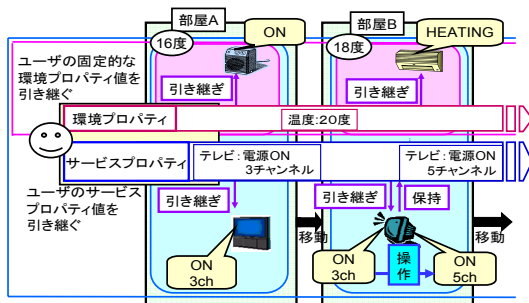 部屋A
部屋B
16度
ON
18度
HEATING
ユーザの固定的な
環境プロパティ値を
引き継ぐ
引き継ぎ
引き継ぎ
環境プロパティ
温度:20度
サービスプロパティ
テレビ:電源ON
3チャンネル
テレビ:電源ON
5チャンネル
ユーザのサービス
プロパティ値を
引き継ぐ
引き継ぎ
引き継ぎ
保持
移動
移動
ON
3ch
ON
3ch
操
作
ON
5ch